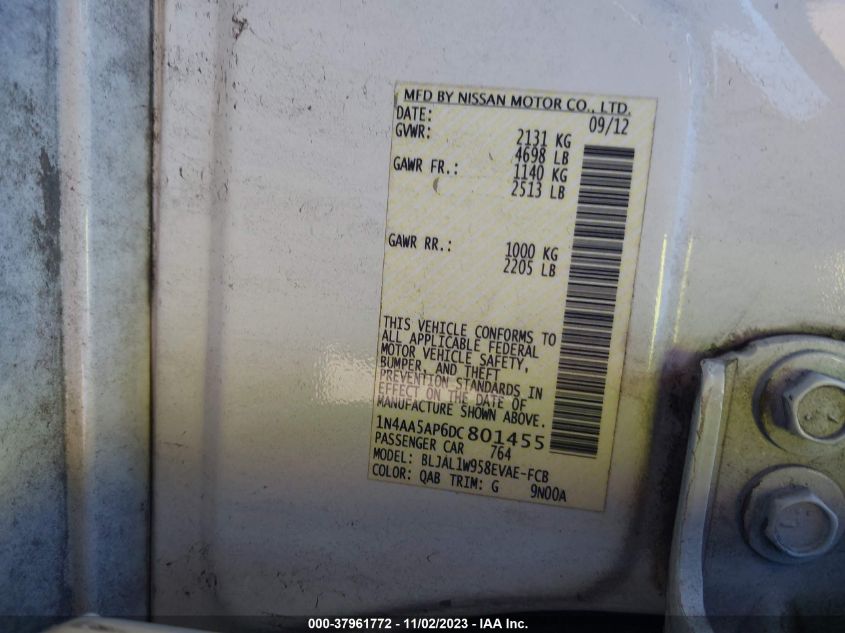 MFD BY NISSAN MOTOR CO., LTD.
DATE: 09/12
GVWR: 2131 KG
4698 LB
GAWR FR.: 1140 KG
2513 LB
GAWR RR.: 1000 KG
2205 LB
THIS VEHICLE CONFORMS TO
ALL APPLICABLE FEDERAL
MOTOR VEHICLE SAFETY,
BUMPER, AND THEFT
PREVENTION STANDARDS IN
EFFECT ON THE DATE OF
MANUFACTURE SHOWN ABOVE.
1N4AA5AP6DC801455
PASSENGER CAR 764
MODEL: BLJAL1W958EVAE-FCB
COLOR: QAB TRIM: G 9N00A
000-37961772 - 11/02/2023 - IAA Inc.